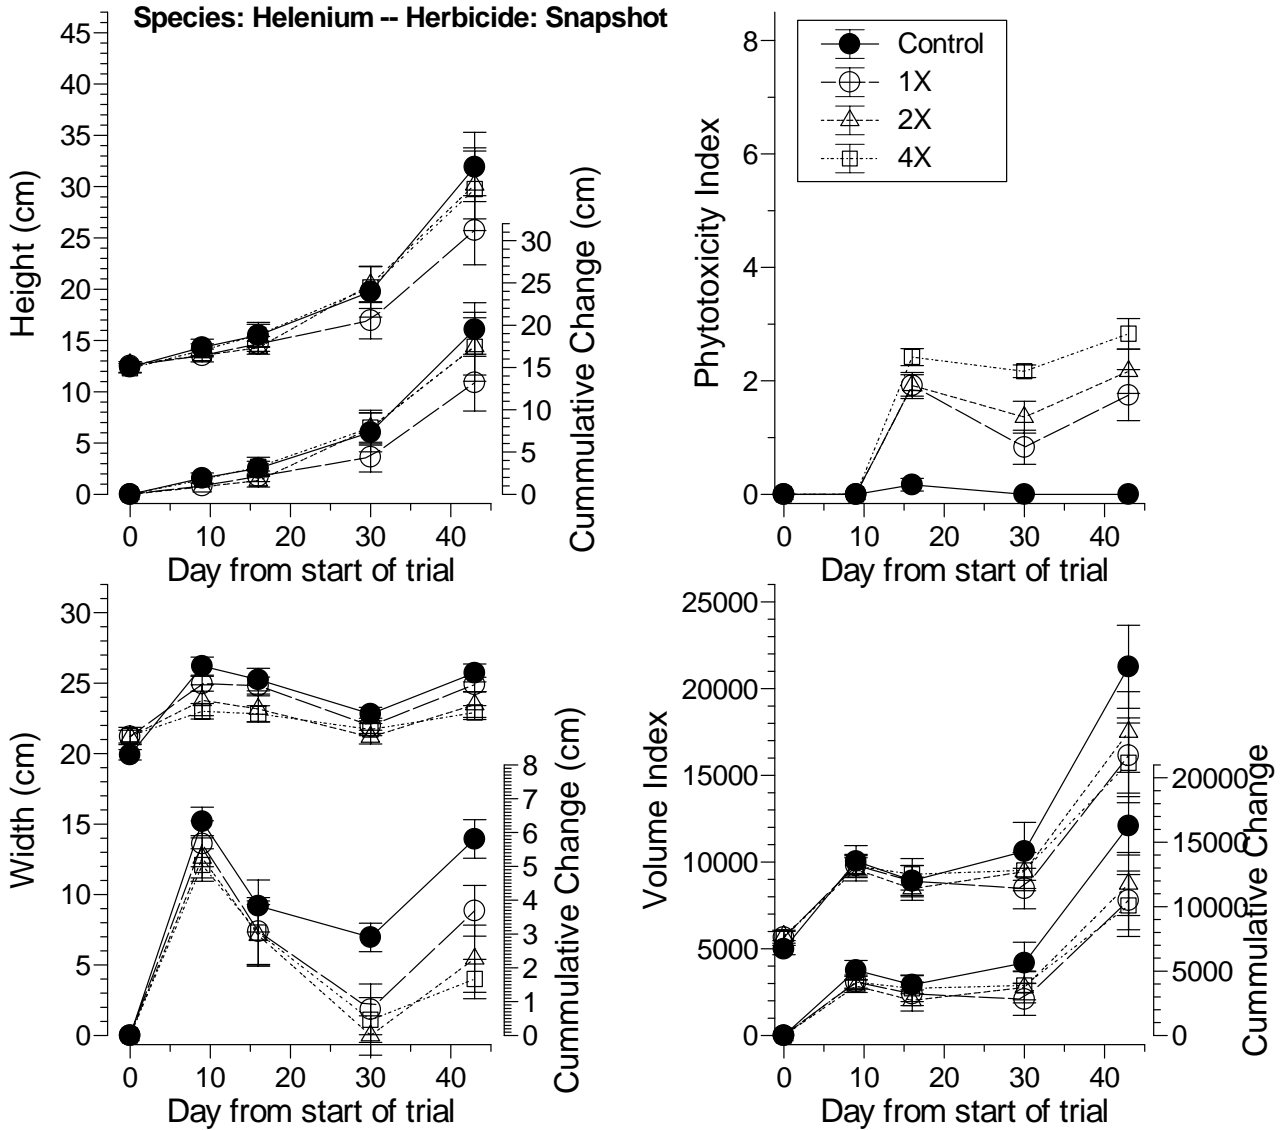 Species: Helenium -- Herbicide: Snapshot
45
40
35
30
25
20
15
10
5
0
Height (cm)
30
25
20
15
10
5
0
Cummulative Change (cm)
0 10 20 30 40
Day from start of trial
8
6
4
2
0
Phytotoxicity Index
Control
1X
2X
4X
0 10 20 30 40
Day from start of trial
30
25
20
15
10
5
0
Width (cm)
8
7
6
5
4
3
2
1
0
Cummulative Change (cm)
0 10 20 30 40
Day from start of trial
25000
20000
15000
10000
5000
0
Volume Index
20000
15000
10000
5000
0
Cummulative Change
0 10 20 30 40
Day from start of trial